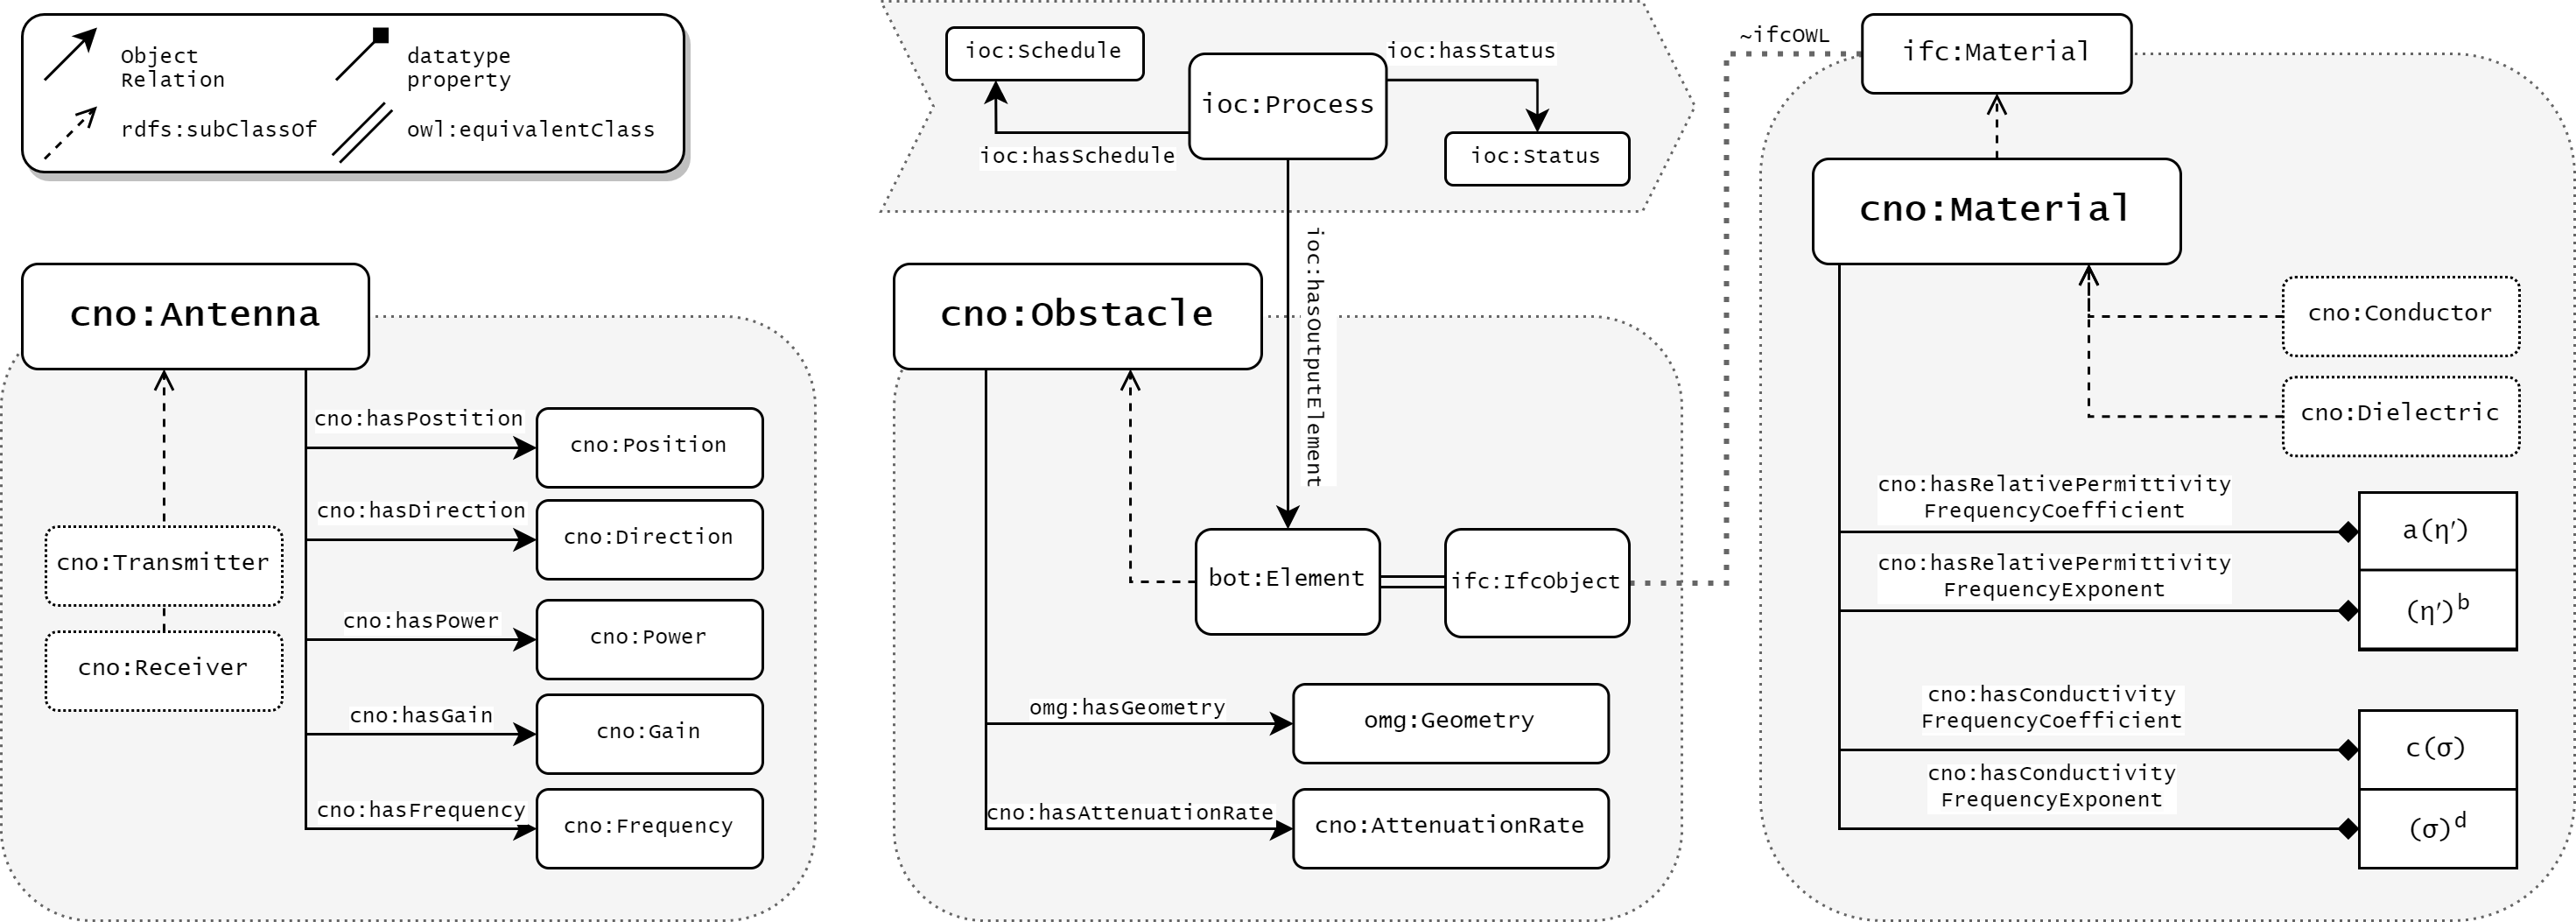 Object
Relation
datatype
property
rdfs:subClassOf
owl:equivalentClass
ioc:Schedule
ioc:hasStatus
ioc:Process
ioc:hasSchedule
ioc:Status
~ifcOWL
ifc:Material
cno:Material
cno:Conductor
cno:Dielectric
cno:hasRelativePermittivity
FrequencyCoefficient
a(η′)
cno:hasRelativePermittivity
FrequencyExponent
(η′)^b
cno:hasConductivity
FrequencyCoefficient
c(σ)
cno:hasConductivity
FrequencyExponent
(σ)^d
cno:Antenna
cno:hasPostition
cno:Position
cno:hasDirection
cno:Direction
cno:Transmitter
cno:hasPower
cno:Power
cno:Receiver
cno:hasGain
cno:Gain
cno:hasFrequency
cno:Frequency
cno:Obstacle
ioc:hasOutputElement
bot:Element
ifc:IfcObject
omg:hasGeometry
omg:Geometry
cno:hasAttenuationRate
cno:AttenuationRate